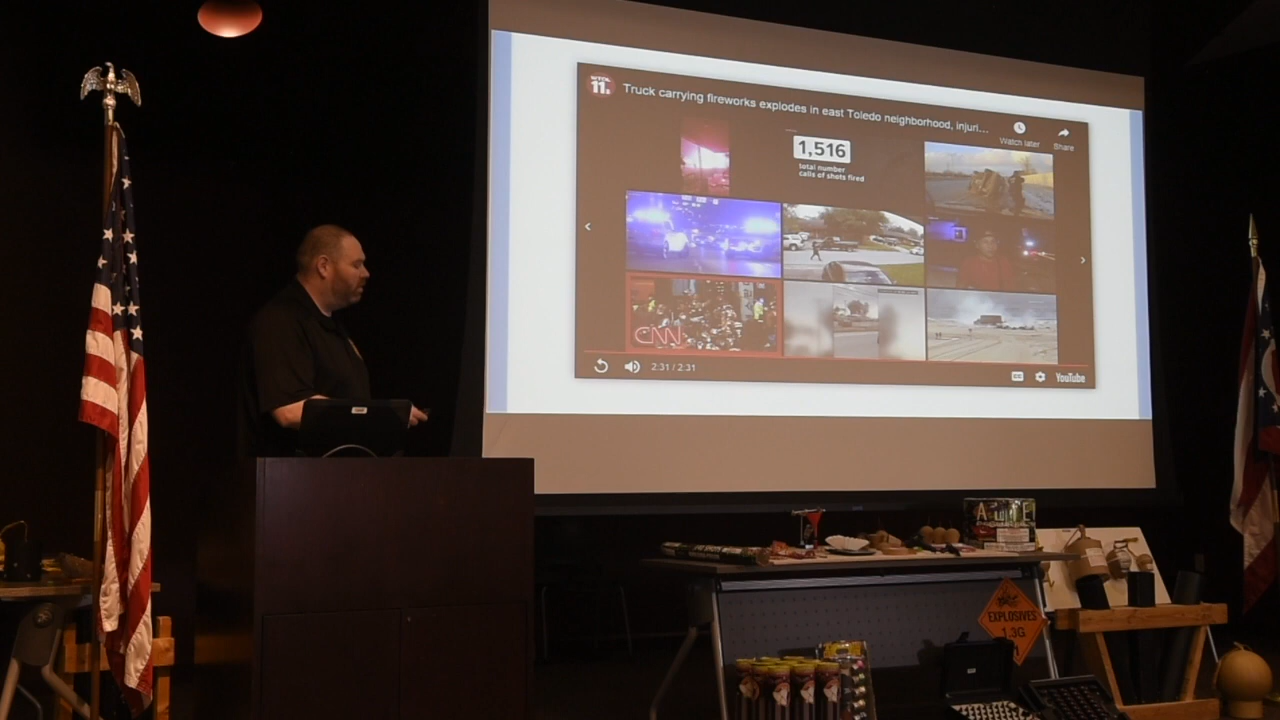 WTOL
11.
Truck carrying fireworks explodes in east Toledo neighborhood, injuri...
Watch later
Share
1,516
total number
calls of shots fired
CNN
2:31 / 2:31
CC
YouTube
EXPLOSIVES
1.3G